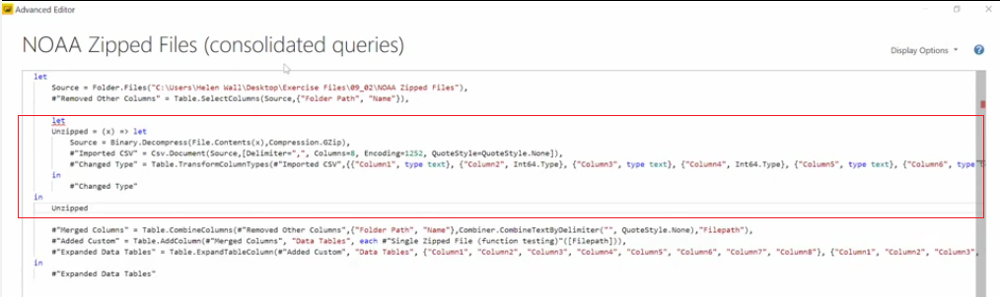 Advanced Editor
NOAA Zipped Files (consolidated queries)
Display Options
let
Source = Folder.Files("C:\Users\Helen Wall\Desktop\Exercise Files\09_02\NOAA Zipped Files"),
#"Removed Other Columns" = Table.SelectColumns(Source,{"Folder Path", "Name"}),
let
Unzipped = (x) => let
Source = Binary.Decompress(File.Contents(x),Compression.GZip),
#"Imported CSV" = Csv.Document(Source,[Delimiter=",", Columns=8, Encoding=1252, QuoteStyle=QuoteStyle.None]),
#"Changed Type" = Table.TransformColumnTypes(#"Imported CSV",{{"Column1", type text}, {"Column2", Int64.Type}, {"Column3", type text}, {"Column4", Int64.Type}, {"Column5", type text}, {"Column6", type
in
#"Changed Type"
in
Unzipped
#"Merged Columns" = Table.CombineColumns(#"Removed Other Columns",{"Folder Path", "Name"},Combiner.CombineTextByDelimiter("", QuoteStyle.None),"Filepath"),
#"Added Custom" = Table.AddColumn(#"Merged Columns", "Data Tables", each #"Single Zipped File (function testing)"([Filepath])),
#"Expanded Data Tables" = Table.ExpandTableColumn(#"Added Custom", "Data Tables", {"Column1", "Column2", "Column3", "Column4", "Column5", "Column6", "Column7", "Column8"}, {"Column1", "Column2", "Column3",
in
#"Expanded Data Tables"